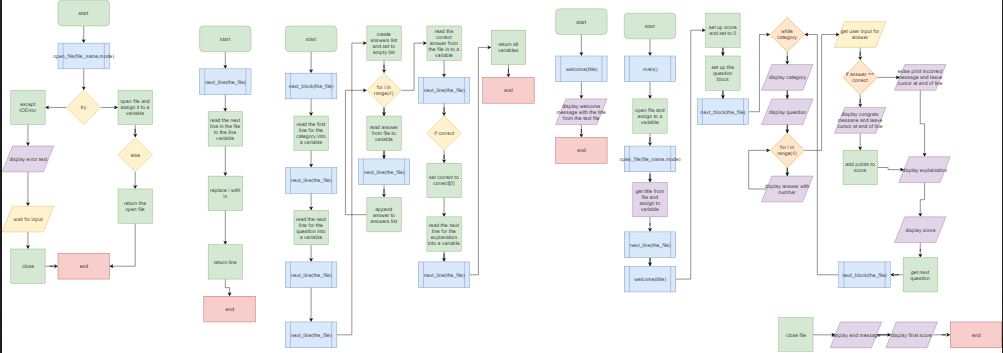 start
open_file(file_name,mode)
try
except
IOError
open file and
assign it to a
variable
display error text
else
wait for input
return the
open file
close
end
start
next_line(the_file)
read the next
line in the file to
the line
variable
replace / with
\n
return line
end
start
next_block(the_file)
read the first
line for the
category into
a variable
next_line(the_file)
read the next
line for the
question into
a variable
next_line(the_file)
next_line(the_file)
create
answers list
and set to
empty list
for i in
range(4)
read answer
from file to
variable
next_line(the_file)
append
answer to
answers list
read the
correct
answer from
the file in to a
variable
next_line(the_file)
if correct
set correct to
correct[0]
read the next
line for the
explanation
into a variable
next_line(the_file)
return all
variables
end
start
welcome(title)
display welcome
message with the title
from the text file
end
start
main()
open file and
assign to a
variable
open_file(file_name,mode)
get title from
file and
assign to
variable
next_line(the_file)
welcome(title)
set up score
and set to 0
set up the
question
block
next_block(the_file)
while
category
display category
display question
for i in
range(4)
display answer with
number
get user input for
answer
if answer ==
correct
else print incorrect
message and leave
cursor at end of line
display congrats
message and leave
cursor at end of line
add points to
score
display explaination
display score
get next
question
next_block(the_file)
close file
display end message
display final score
end